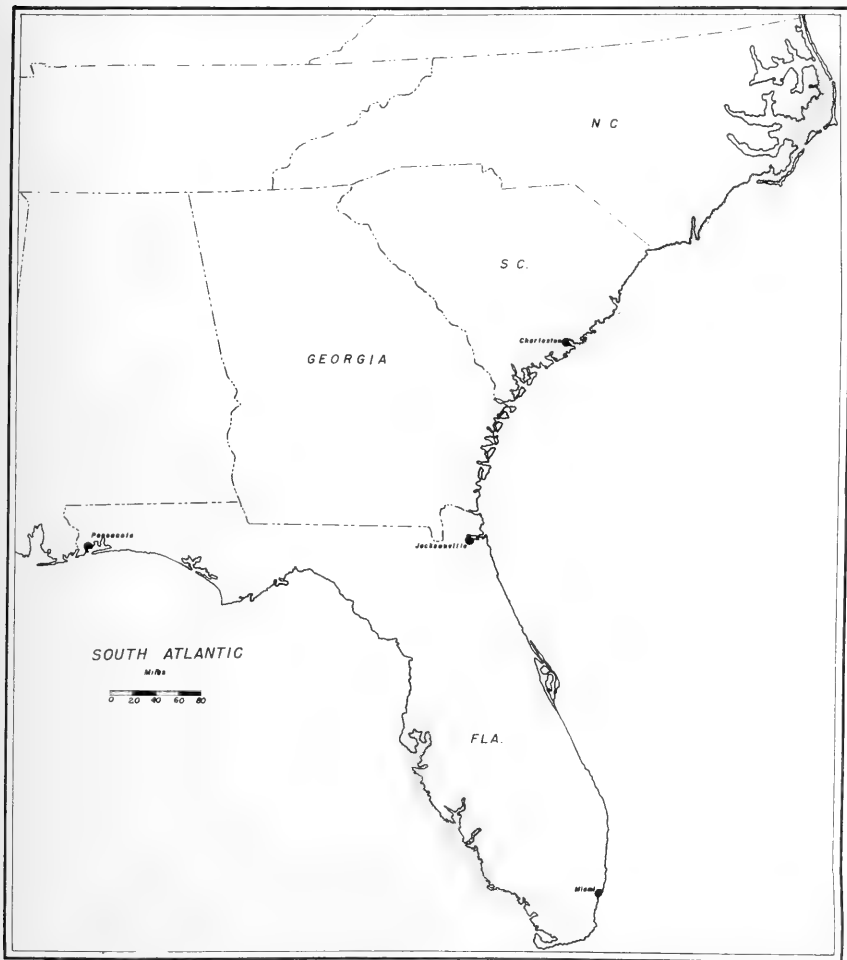 N C
S C.
Charleston
GEORGIA
Pensacola
Jacksonville
SOUTH ATLANTIC
Miles
0 20 40 60 80
FLA.
Miami